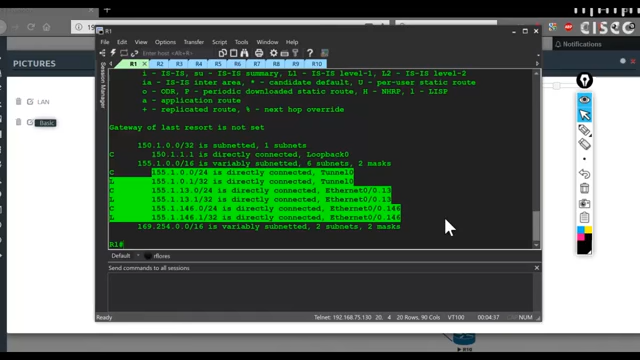 19
CISCO
Notifications
PICTURES
LAN
Basic
R1
File Edit View Options Transfer Script Tools Window Help
Enter host <Alt+R>
Session Manager
R1 R2 R3 R4 R5 R6 R7 R8 R9 R10
i - IS-IS, su - IS-IS summary, L1 - IS-IS level-1, L2 - IS-IS level-2
ia - IS-IS inter area, * - candidate default, U - per-user static route
o - ODR, P - periodic downloaded static route, H - NHRP, l - LISP
a - application route
+ - replicated route, % - next hop override
Gateway of last resort is not set
150.1.0.0/32 is subnetted, 1 subnets
C 150.1.1.1 is directly connected, Loopback0
155.1.0.0/16 is variably subnetted, 6 subnets, 2 masks
C 155.1.0.0/24 is directly connected, Tunnel0
L 155.1.0.1/32 is directly connected, Tunnel0
C 155.1.13.0/24 is directly connected, Ethernet0/0.13
L 155.1.13.1/32 is directly connected, Ethernet0/0.13
C 155.1.146.0/24 is directly connected, Ethernet0/0.146
L 155.1.146.1/32 is directly connected, Ethernet0/0.146
169.254.0.0/16 is variably subnetted, 2 subnets, 2 masks
R1#
Default rflores
Send commands to all sessions
Ready Telnet: 192.168.75.130 20, 4 20 Rows, 90 Cols VT100 00:04:37 CAP NUM
R10